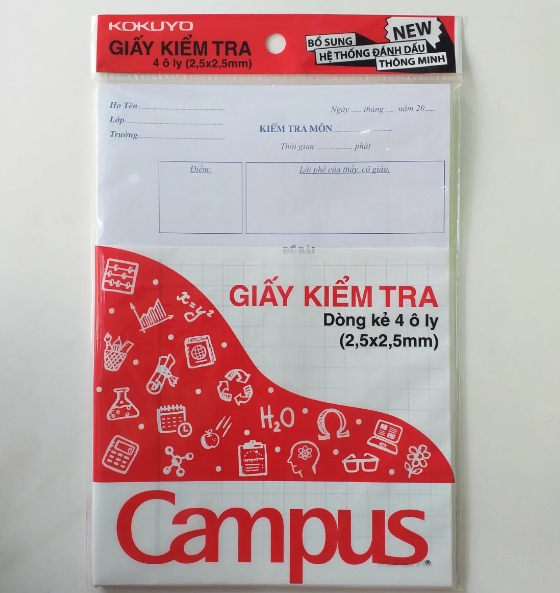 KOKUYO
GIẤY KIỂM TRA
4 ô ly (2,5x2,5mm)
NEW
BỔ SUNG
HỆ THỐNG ĐÁNH DẤU
THÔNG MINH
Họ Tên:
Ngày ..... tháng ..... năm 20.....
Lớp:
KIỂM TRA MÔN
Trường:
Thời gian ............... phút
Điểm:
Lời phê của thầy, cô giáo.
ĐỀ BÀI
GIẤY KIỂM TRA
Dòng kẻ 4 ô ly
(2,5x2,5mm)
x=y²
H₂O
Campus®